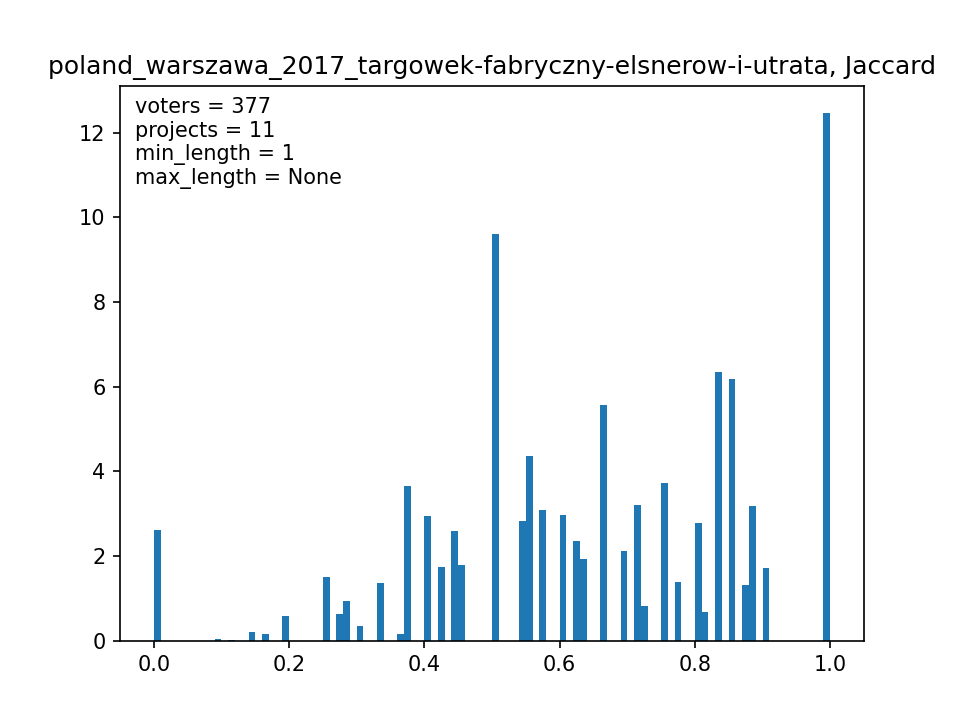 poland_warszawa_2017_targowek-fabryczny-elsnerow-i-utrata, Jaccard
voters = 377
projects = 11
min_length = 1
max_length = None
12
10
8
6
4
2
0
0.0 0.2 0.4 0.6 0.8 1.0